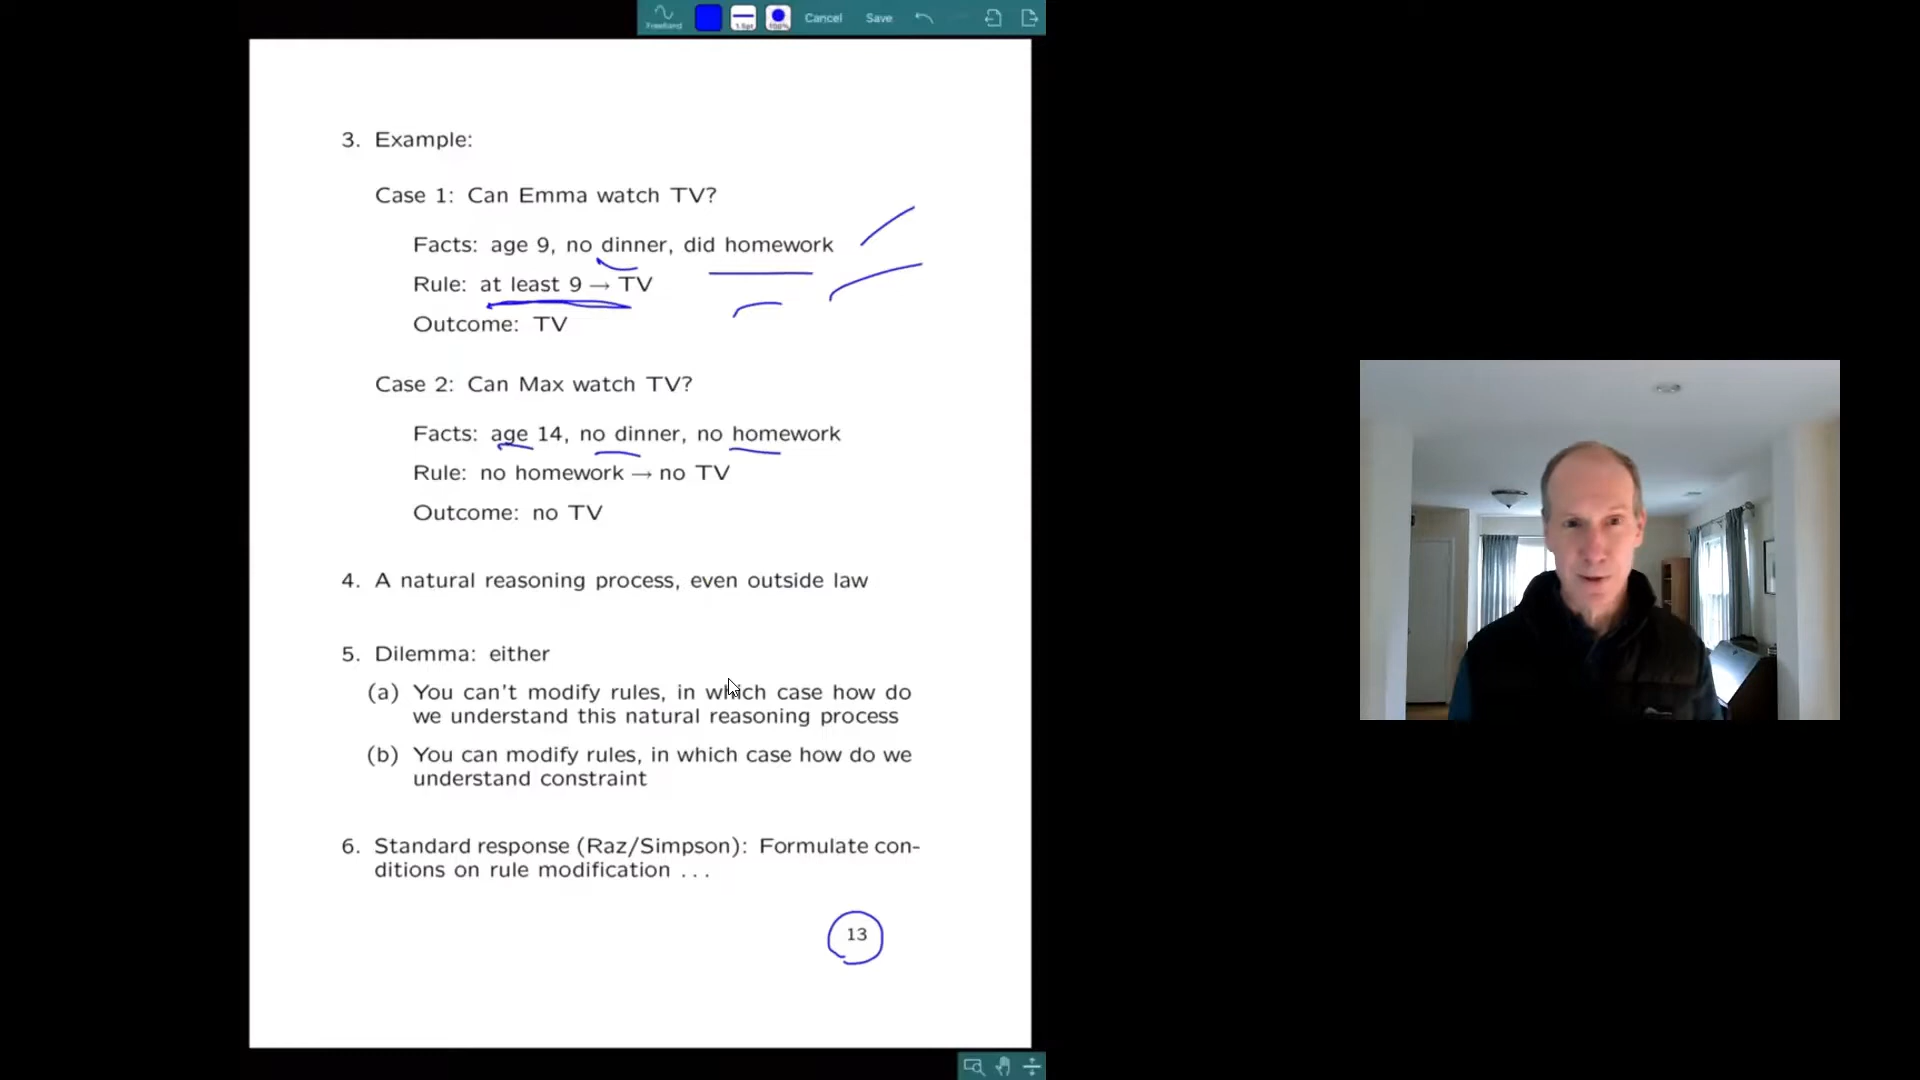 Freehand
1.5pt
100%
Cancel
Save
3. Example:
Case 1: Can Emma watch TV?
Facts: age 9, no dinner, did homework
Rule: at least 9 → TV
Outcome: TV
Case 2: Can Max watch TV?
Facts: age 14, no dinner, no homework
Rule: no homework → no TV
Outcome: no TV
4. A natural reasoning process, even outside law
5. Dilemma: either
(a) You can't modify rules, in which case how do
we understand this natural reasoning process
(b) You can modify rules, in which case how do we
understand constraint
6. Standard response (Raz/Simpson): Formulate con-
ditions on rule modification ...
13